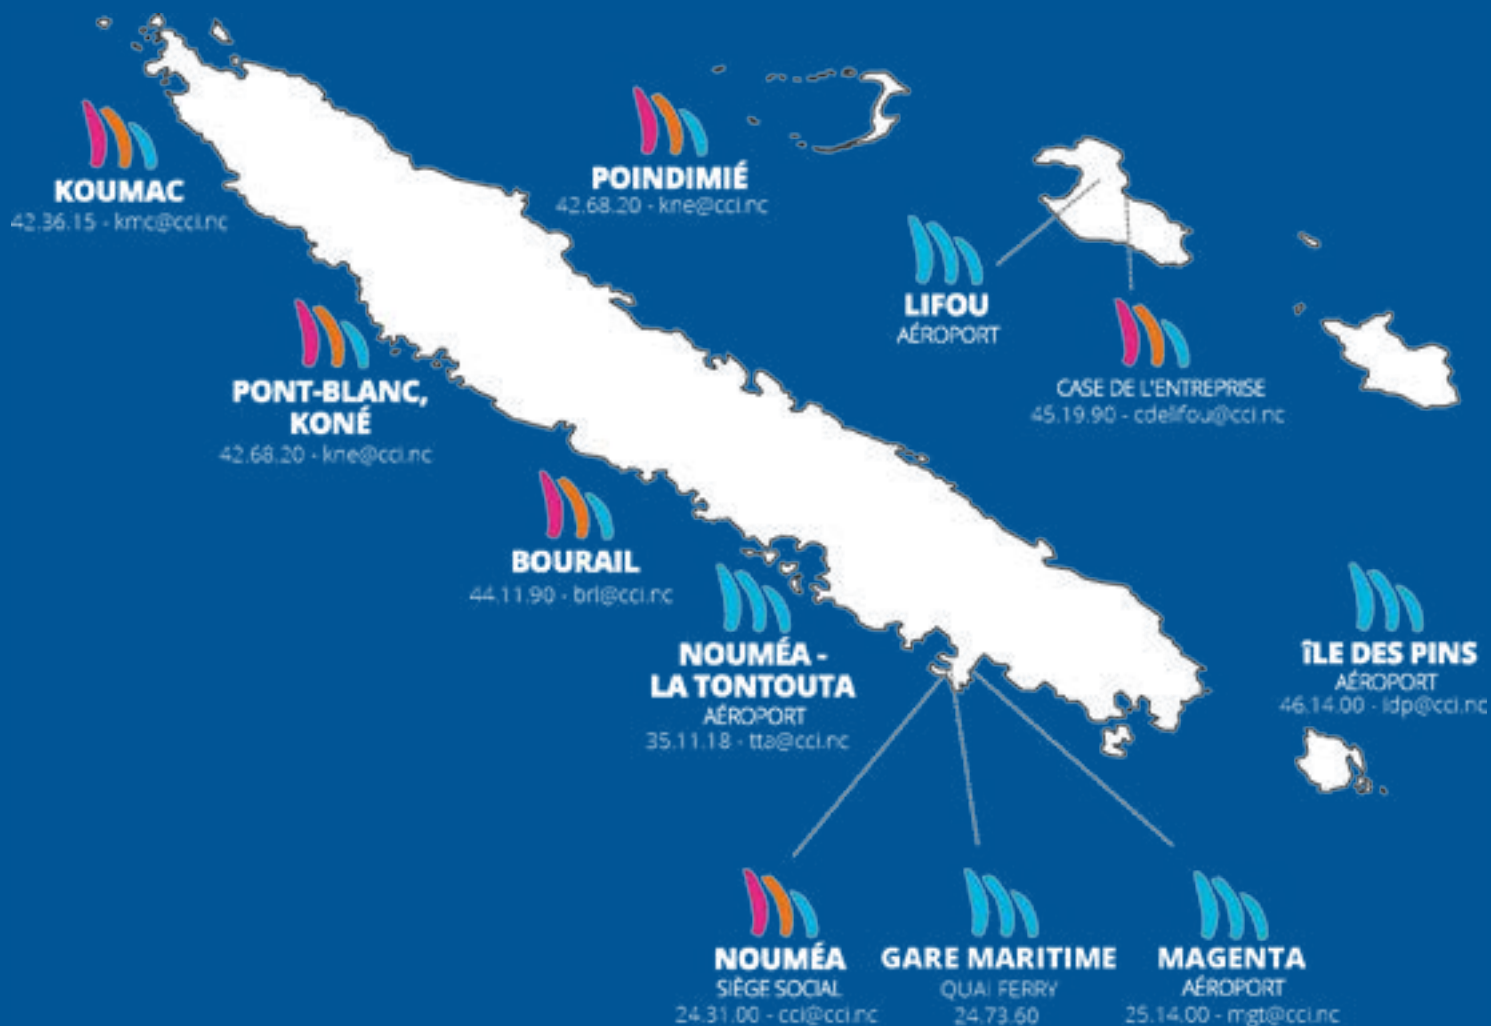 KOUMAC
42.36.15 - kmc@cci.nc
POINDIMIÉ
42.68.20 - kne@cci.nc
LIFOU
AÉROPORT
CASE DE L'ENTREPRISE
45.19.90 - cdelifou@cci.nc
PONT-BLANC,
KONÉ
42.68.20 - kne@cci.nc
BOURAIL
44.11.90 - brl@cci.nc
NOUMÉA -
LA TONTOUTA
AÉROPORT
35.11.18 - tta@cci.nc
ÎLE DES PINS
AÉROPORT
46.14.00 - idp@cci.nc
NOUMÉA
SIÈGE SOCIAL
24.31.00 - cci@cci.nc
GARE MARITIME
QUAI FERRY
24.73.60
MAGENTA
AÉROPORT
25.14.00 - mgt@cci.nc